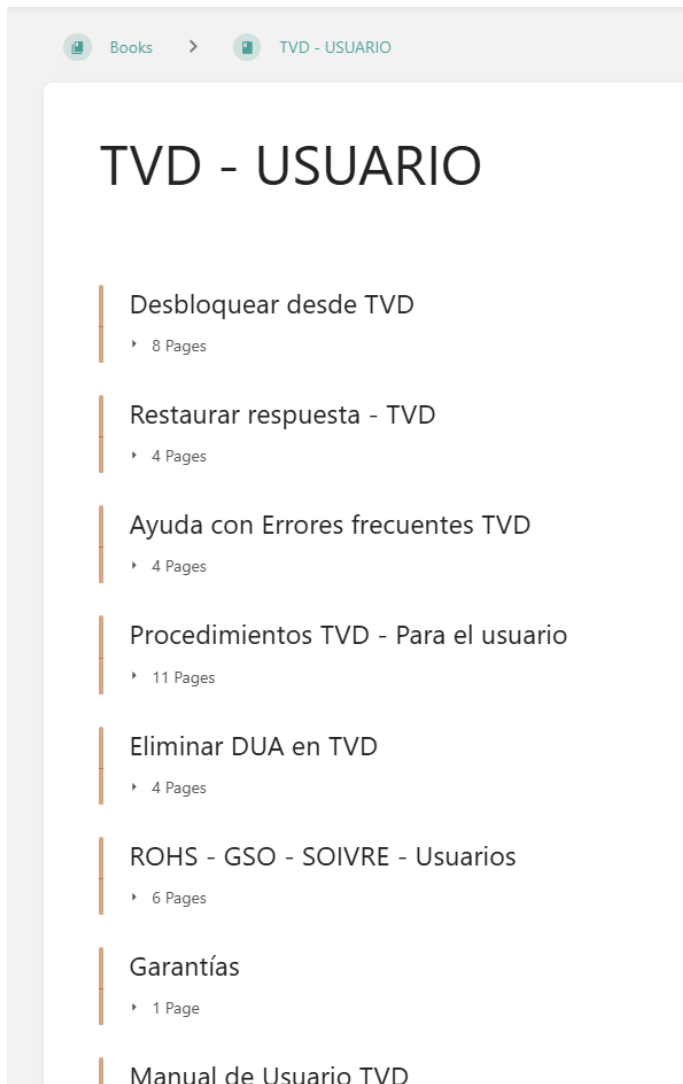 Books > TVD - USUARIO
TVD - USUARIO
Desbloquear desde TVD
8 Pages
Restaurar respuesta - TVD
4 Pages
Ayuda con Errores frecuentes TVD
4 Pages
Procedimientos TVD - Para el usuario
11 Pages
Eliminar DUA en TVD
4 Pages
ROHS - GSO - SOIVRE - Usuarios
6 Pages
Garantías
1 Page
Manual de Usuario TVD